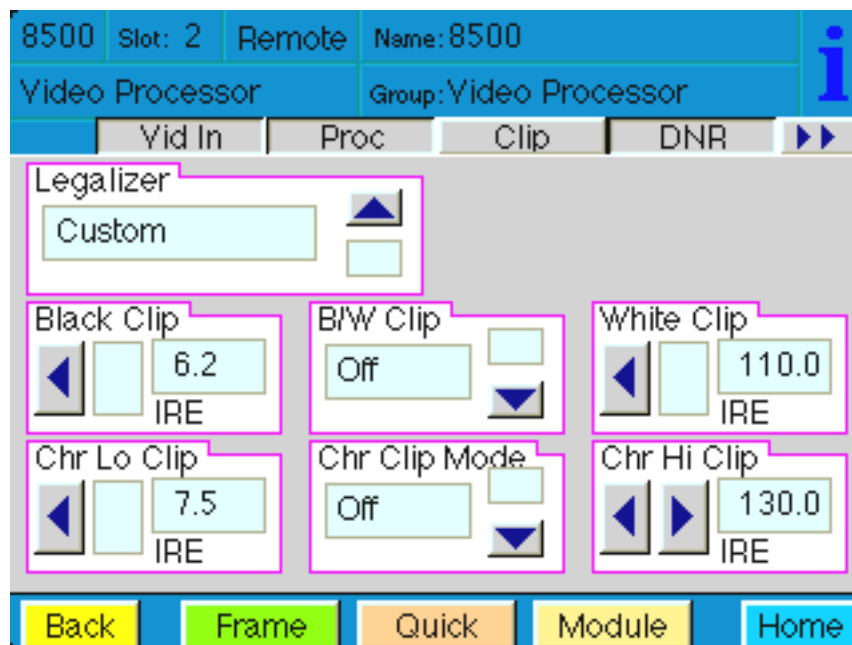 8500 Slot: 2 Remote Name: 8500
Video Processor Group: Video Processor
Vid In Proc Clip DNR
Legalizer
Custom
Black Clip B/W Clip White Clip
6.2 Off 110.0
IRE IRE
Chr Lo Clip Chr Clip Mode Chr Hi Clip
7.5 Off 130.0
IRE IRE
Back Frame Quick Module Home